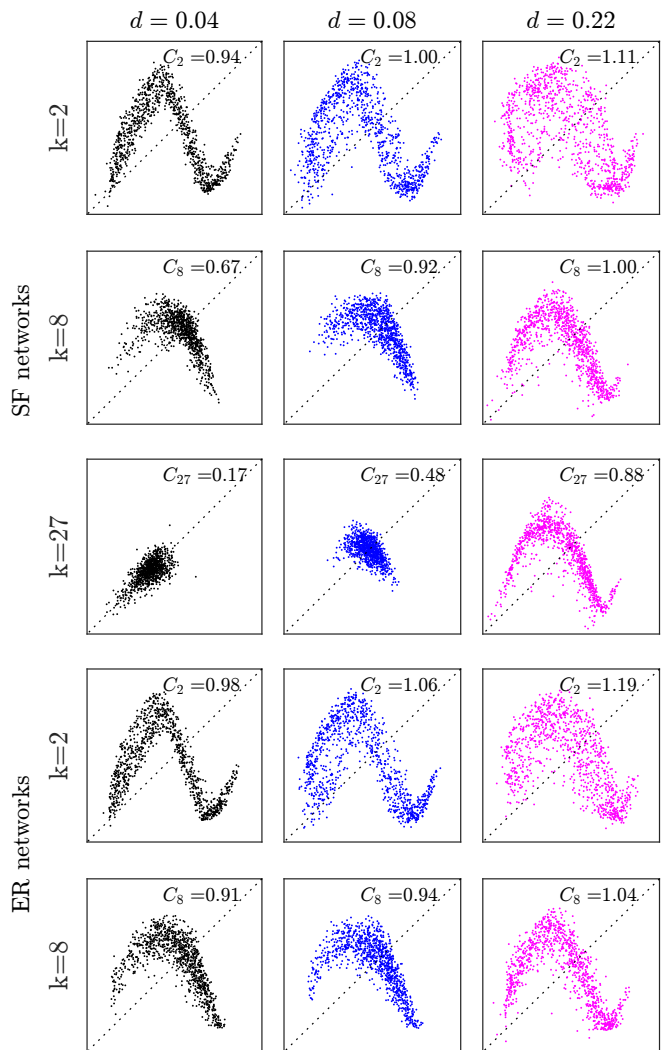 d = 0.04 d = 0.08 d = 0.22
SF networks
k=2
C₂=0.94 C₂=1.00 C₂=1.11
k=8
C₈=0.67 C₈=0.92 C₈=1.00
k=27
C₂₇=0.17 C₂₇=0.48 C₂₇=0.88
ER networks
k=2
C₂=0.98 C₂=1.06 C₂=1.19
k=8
C₈=0.91 C₈=0.94 C₈=1.04